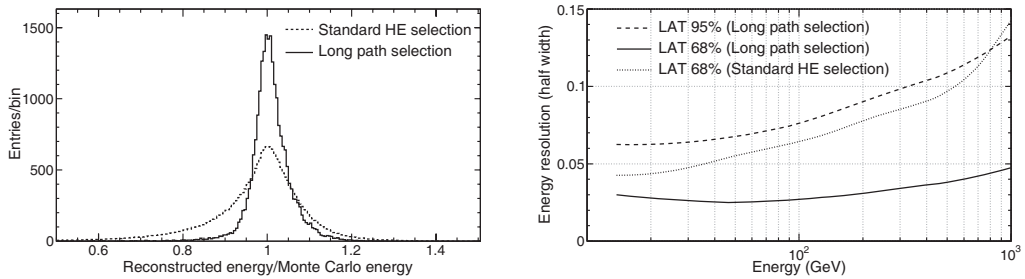 1500
1000
500
0
Entries/bin
Standard HE selection
Long path selection
0.6
0.8
1
1.2
1.4
Reconstructed energy/Monte Carlo energy
0.15
0.1
0.05
0
Energy resolution (half width)
LAT 95% (Long path selection)
LAT 68% (Long path selection)
LAT 68% (Standard HE selection)
10²
10³
Energy (GeV)